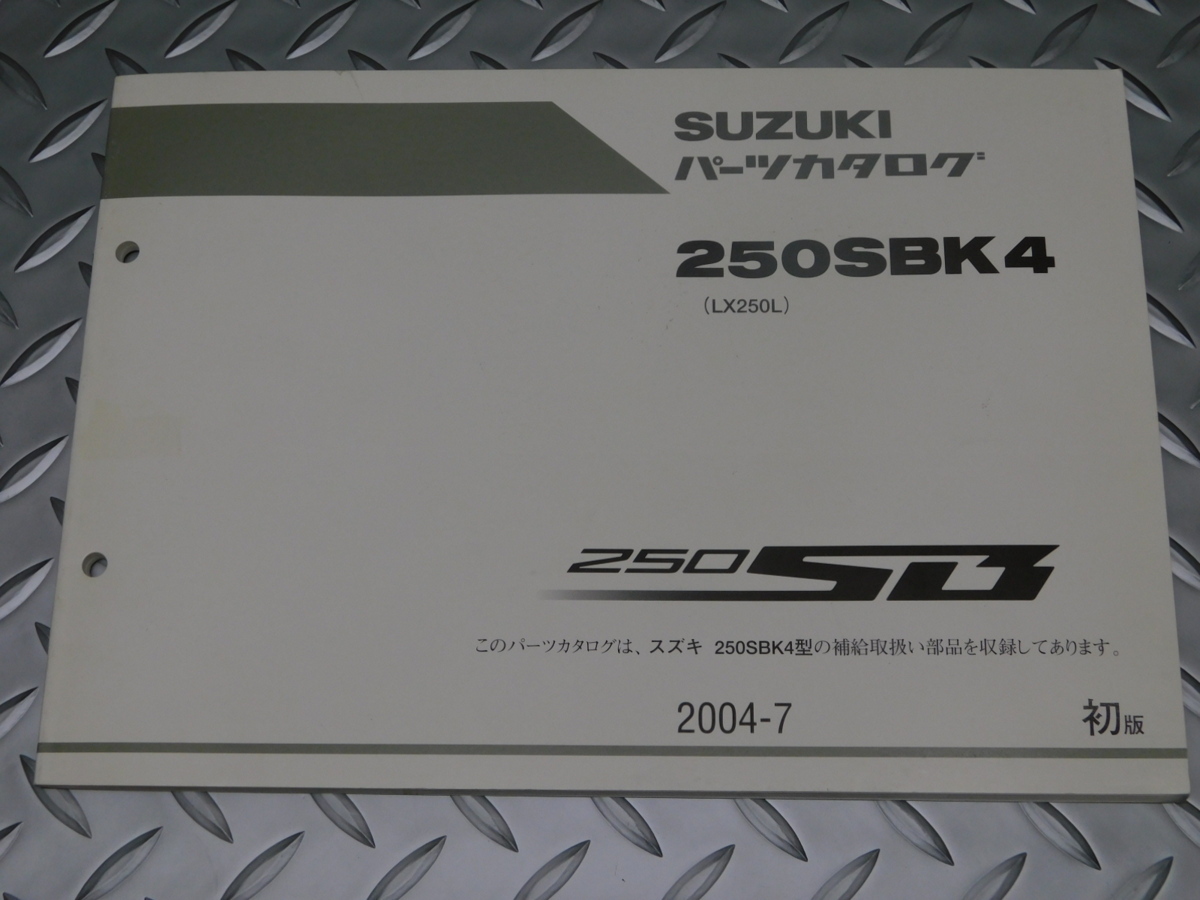 SUZUKI
パーツカタログ
250SBK4
(LX250L)
250SB
このパーツカタログは、スズキ 250SBK4型の補給取扱い部品を収録してあります。
2004-7 初版